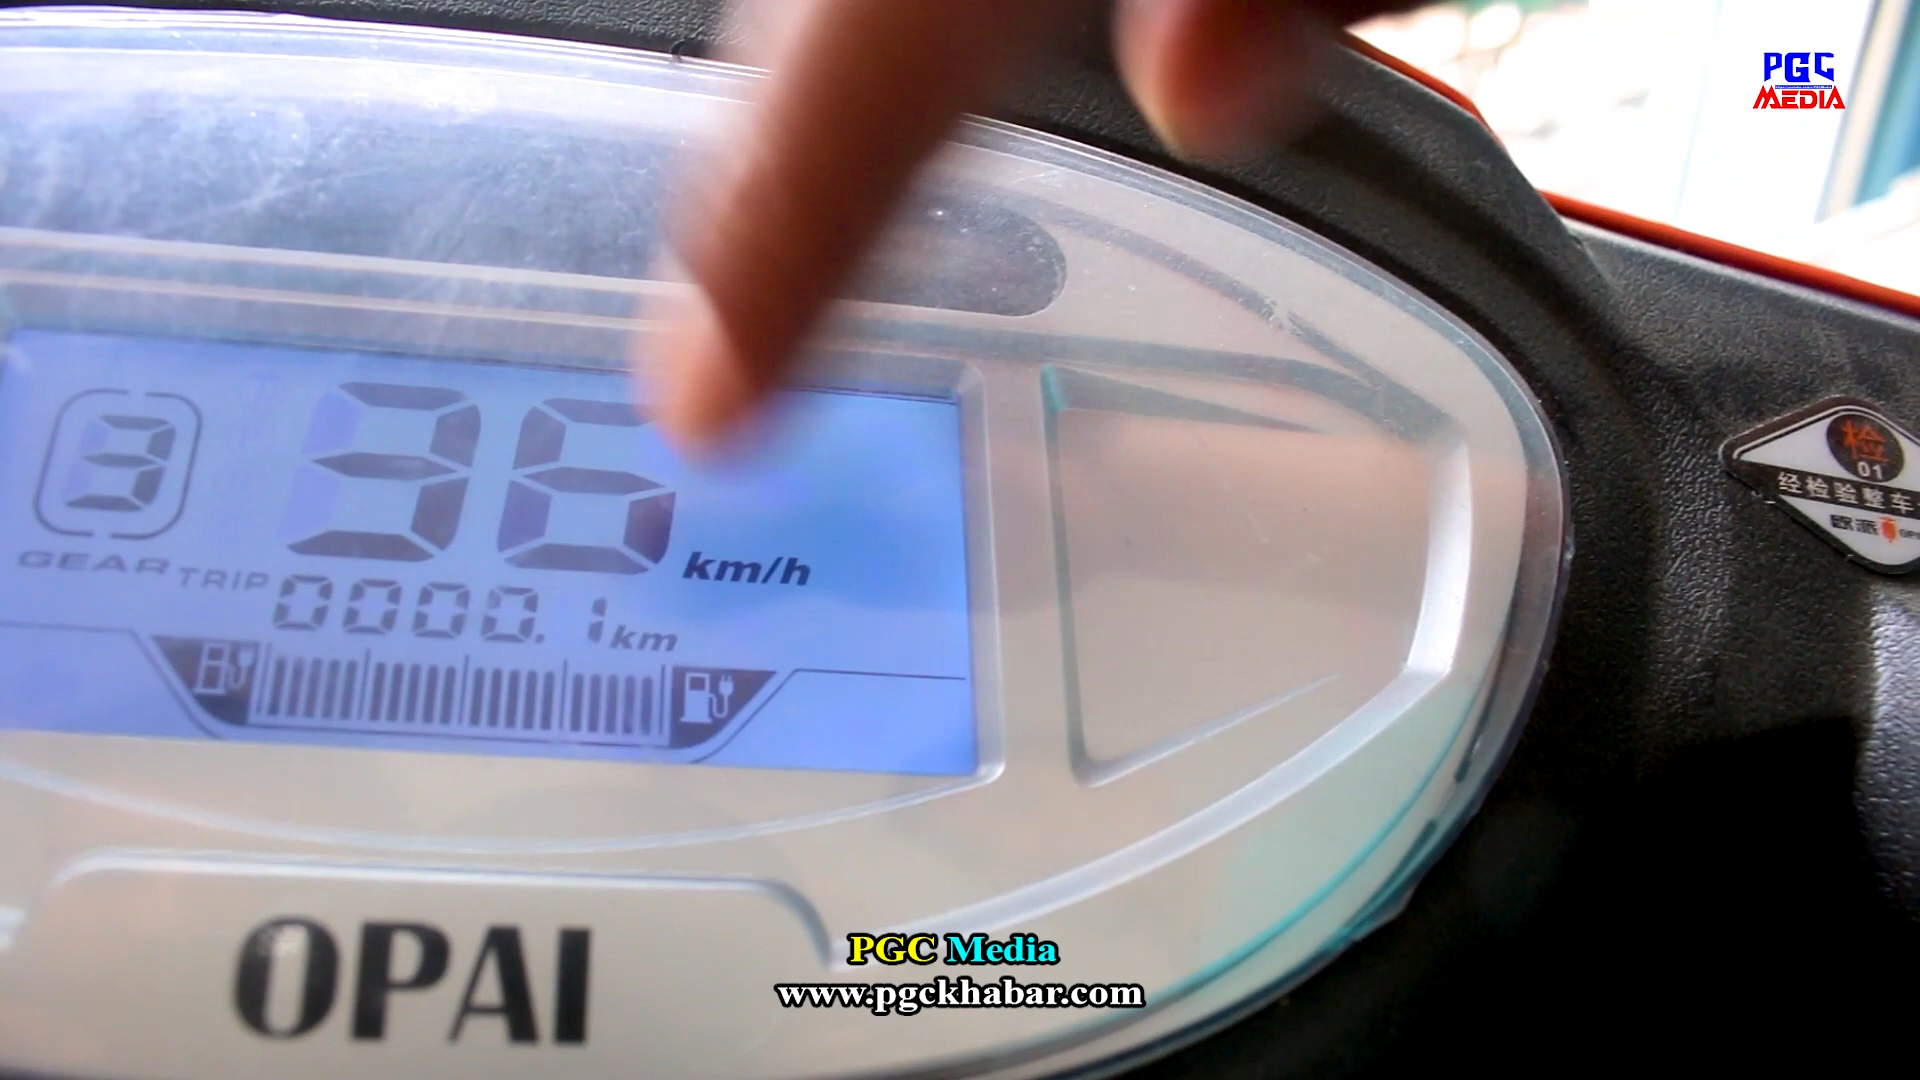 PGC
MEDIA
3
36
km/h
GEAR
TRIP
0000.1 km
检
01
经检验整车
OPAI
PGC Media
www.pgckhabar.com